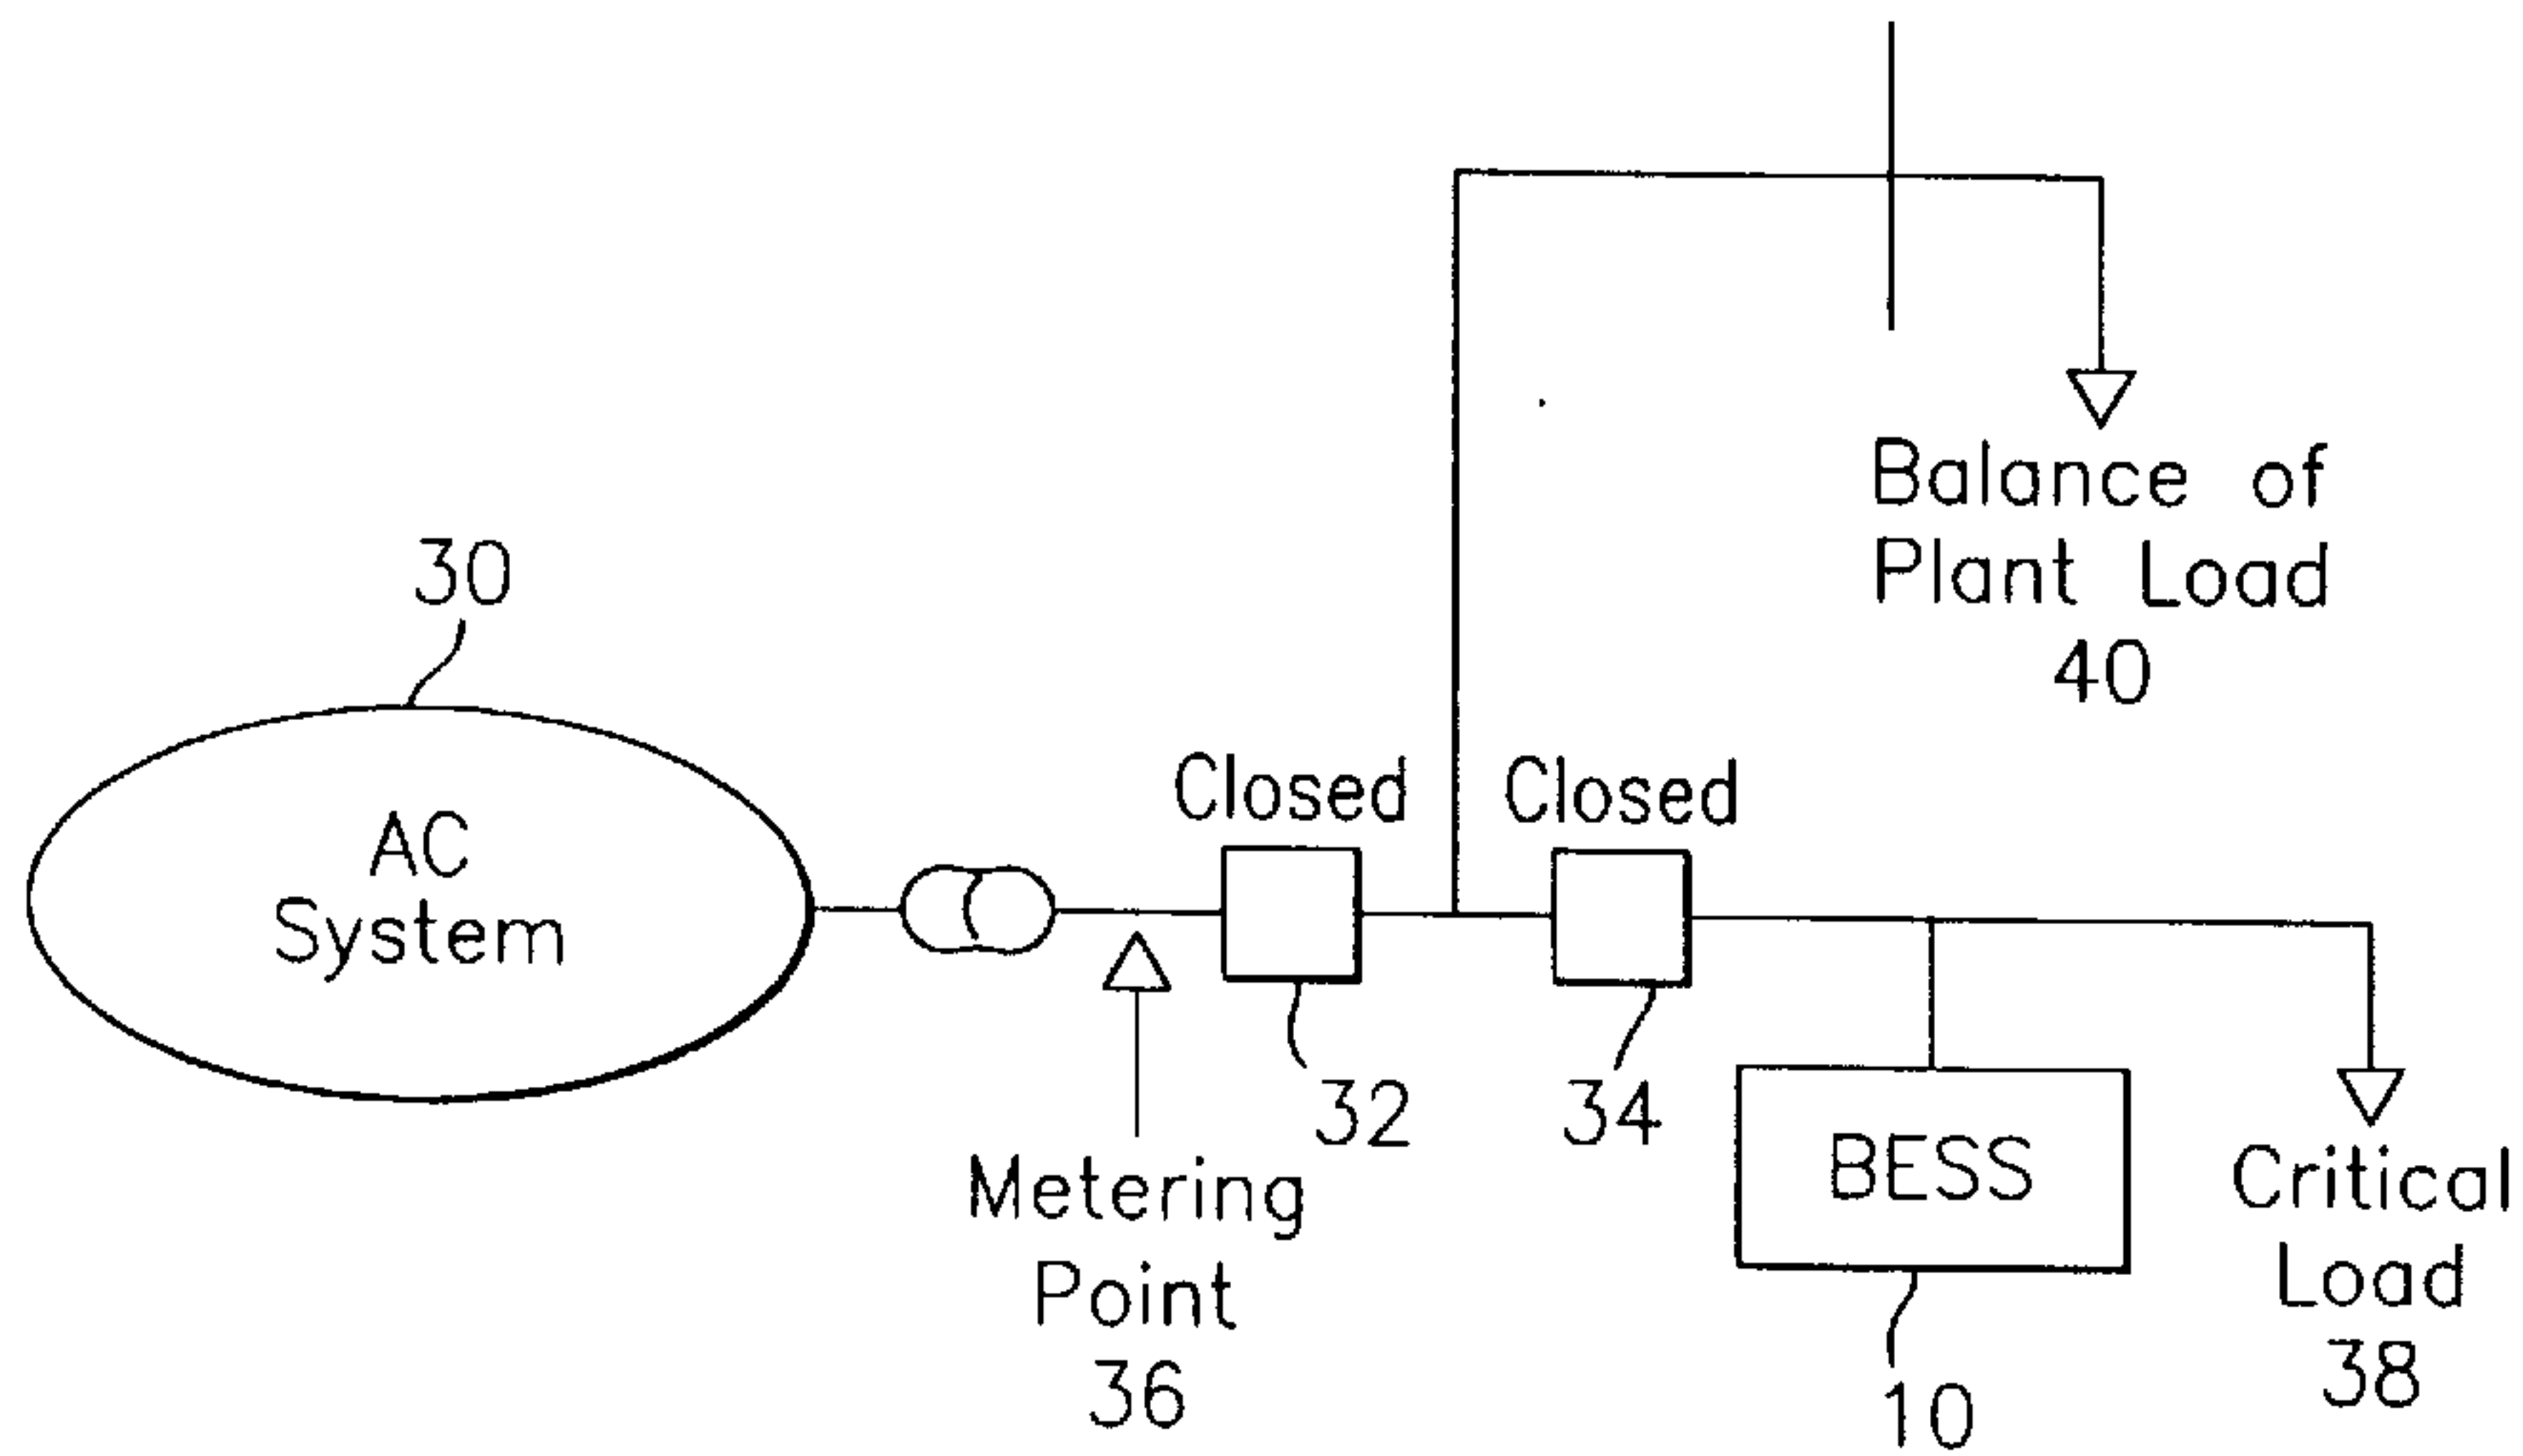 Balance of
Plant Load
40
30
AC
System
Closed
Closed
32
34
Metering
Point
36
BESS
10
Critical
Load
38